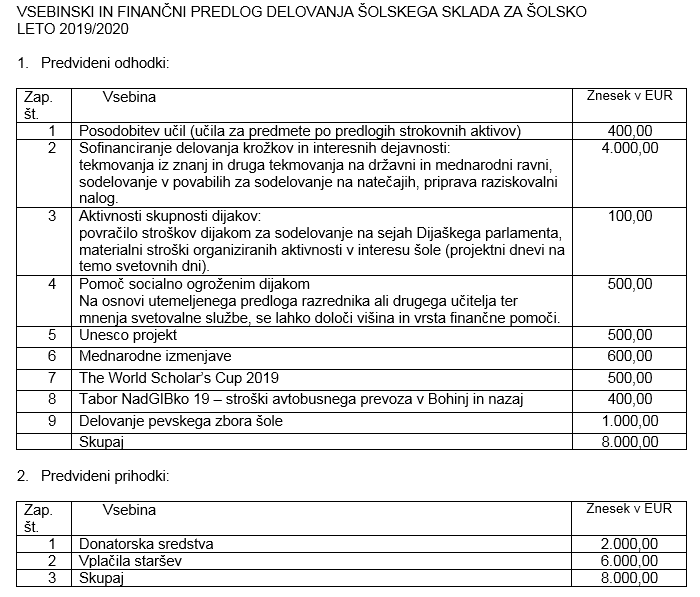 VSEBINSKI IN FINANČNI PREDLOG DELOVANJA ŠOLSKEGA SKLADA ZA ŠOLSKO
LETO 2019/2020
1. Predvideni odhodki:
Zap. Vsebina Znesek v EUR
št.
1 Posodobitev učil (učila za predmete po predlogih strokovnih aktivov) 400,00
2 Sofinanciranje delovanja krožkov in interesnih dejavnosti: 4.000,00
tekmovanja iz znanj in druga tekmovanja na državni in mednarodni ravni,
sodelovanje v povabilih za sodelovanje na natečajih, priprava raziskovalni
nalog.
3 Aktivnosti skupnosti dijakov: 100,00
povračilo stroškov dijakom za sodelovanje na sejah Dijaškega parlamenta,
materialni stroški organiziranih aktivnosti v interesu šole (projektni dnevi na
temo svetovnih dni).
4 Pomoč socialno ogroženim dijakom 500,00
Na osnovi utemeljenega predloga razrednika ali drugega učitelja ter
mnenja svetovalne službe, se lahko določi višina in vrsta finančne pomoči.
5 Unesco projekt 500,00
6 Mednarodne izmenjave 600,00
7 The World Scholar's Cup 2019 500,00
8 Tabor NadGIBko 19 – stroški avtobusnega prevoza v Bohinj in nazaj 400,00
9 Delovanje pevskega zbora šole 1.000,00
Skupaj 8.000,00
2. Predvideni prihodki:
Zap. Vsebina Znesek v EUR
št.
1 Donatorska sredstva 2.000,00
2 Vplačila staršev 6.000,00
3 Skupaj 8.000,00